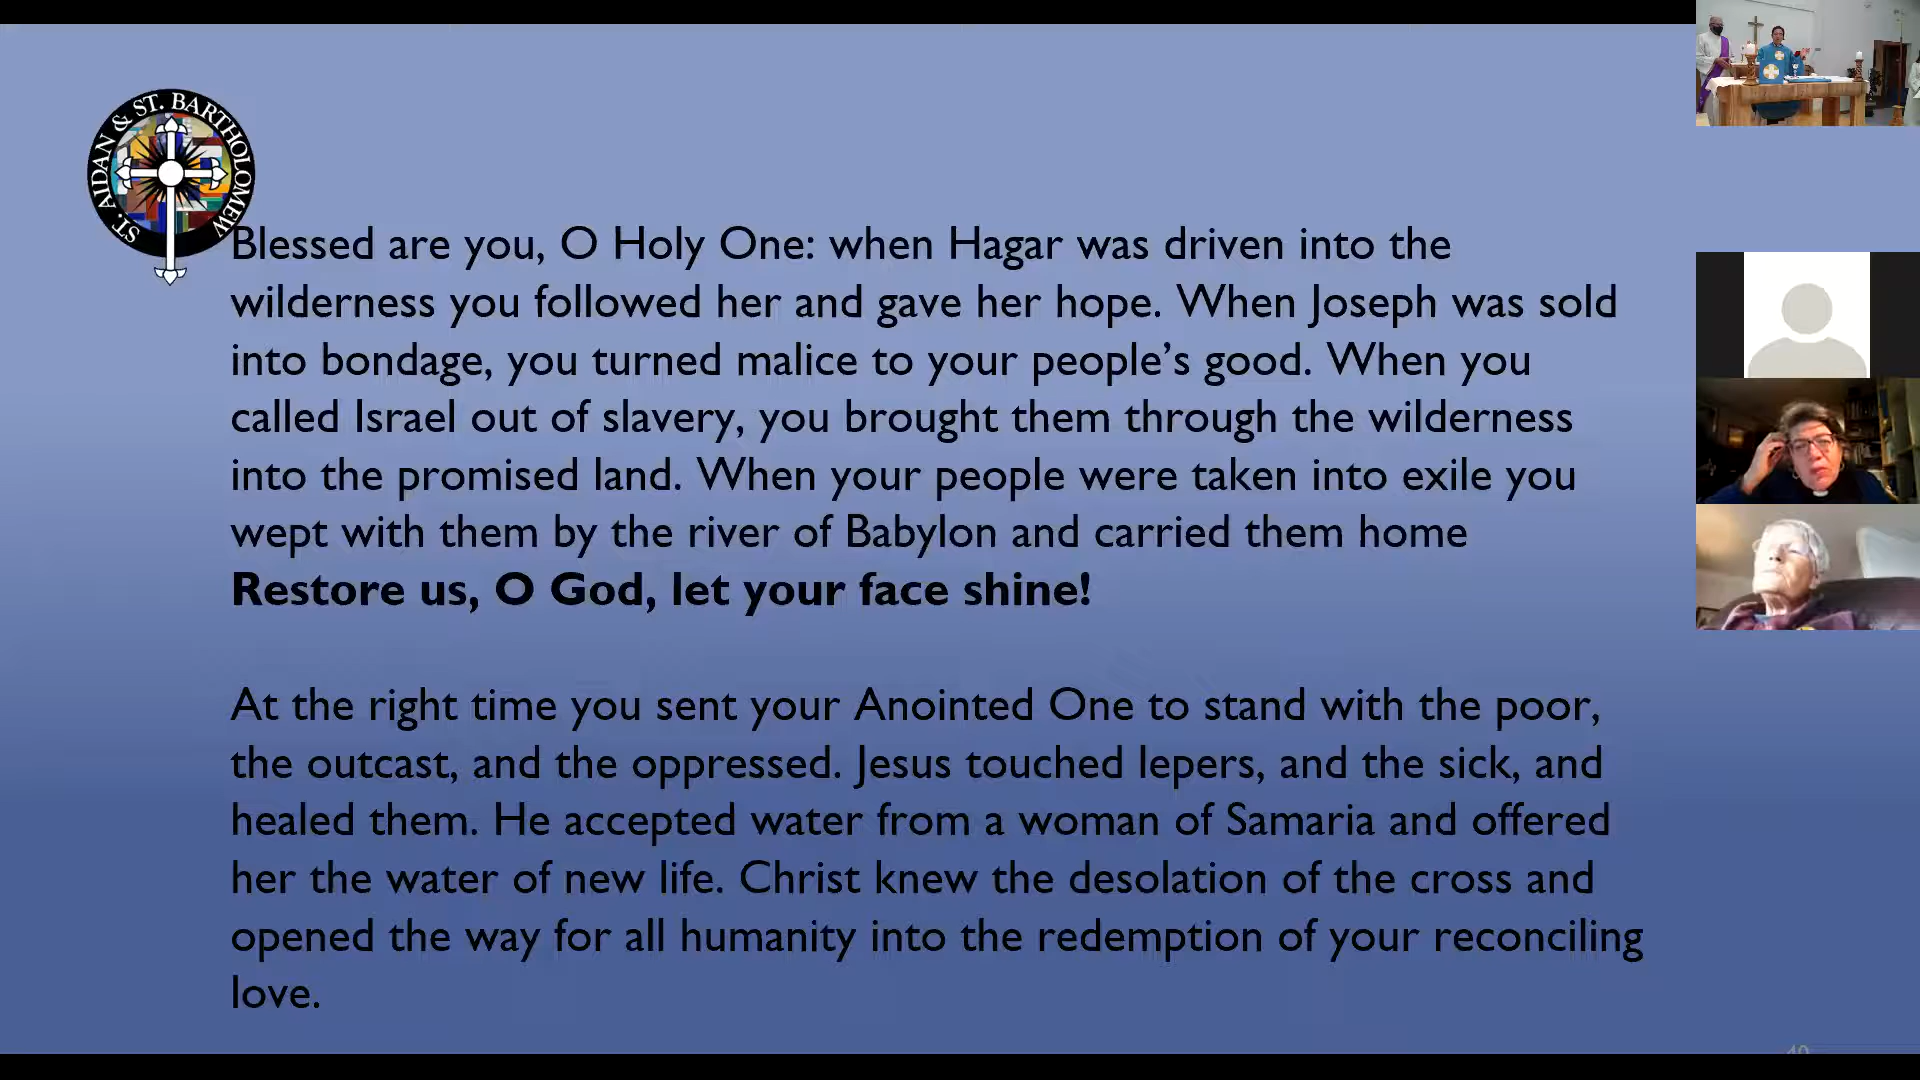 ST. AIDAN & ST. BARTHOLOMEW
Blessed are you, O Holy One: when Hagar was driven into the
wilderness you followed her and gave her hope. When Joseph was sold
into bondage, you turned malice to your people’s good. When you
called Israel out of slavery, you brought them through the wilderness
into the promised land. When your people were taken into exile you
wept with them by the river of Babylon and carried them home
Restore us, O God, let your face shine!
At the right time you sent your Anointed One to stand with the poor,
the outcast, and the oppressed. Jesus touched lepers, and the sick, and
healed them. He accepted water from a woman of Samaria and offered
her the water of new life. Christ knew the desolation of the cross and
opened the way for all humanity into the redemption of your reconciling
love.